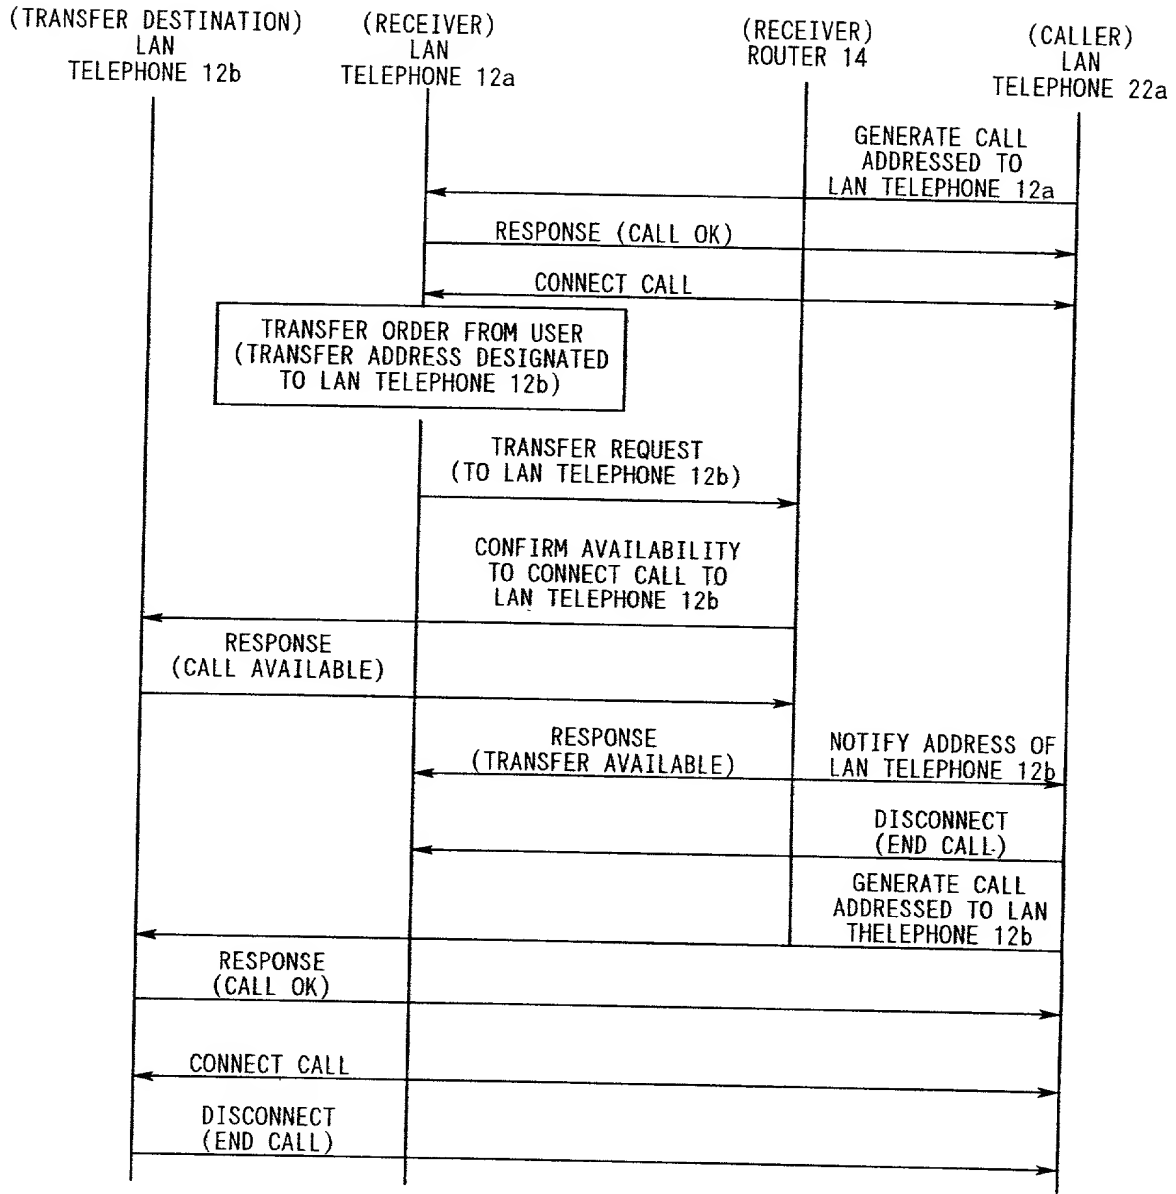 (TRANSFER DESTINATION)
LAN
TELEPHONE 12b
(RECEIVER)
LAN
TELEPHONE 12a
(RECEIVER)
ROUTER 14
(CALLER)
LAN
TELEPHONE 22a
GENERATE CALL
ADDRESSED TO
LAN TELEPHONE 12a
RESPONSE (CALL OK)
CONNECT CALL
TRANSFER ORDER FROM USER
(TRANSFER ADDRESS DESIGNATED
TO LAN TELEPHONE 12b)
TRANSFER REQUEST
(TO LAN TELEPHONE 12b)
CONFIRM AVAILABILITY
TO CONNECT CALL TO
LAN TELEPHONE 12b
RESPONSE
(CALL AVAILABLE)
RESPONSE
(TRANSFER AVAILABLE)
NOTIFY ADDRESS OF
LAN TELEPHONE 12b
DISCONNECT
(END CALL)
GENERATE CALL
ADDRESSED TO LAN
THELEPHONE 12b
RESPONSE
(CALL OK)
CONNECT CALL
DISCONNECT
(END CALL)